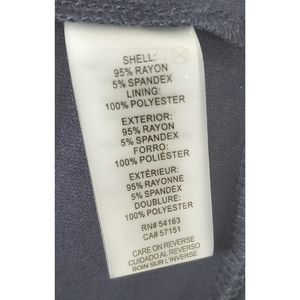 SHELL:
95% RAYON
5% SPANDEX
LINING:
100% POLYESTER
EXTERIOR:
95% RAYON
5% SPANDEX
FORRO:
100% POLIÉSTER
EXTÉRIEUR:
95% RAYONNE
5% SPANDEX
DOUBLURE:
100% POLYESTER
RN# 54163
CA# 57151
CARE ON REVERSE
CUIDADO AL REVERSO
SOIN SUR L'INVERSE